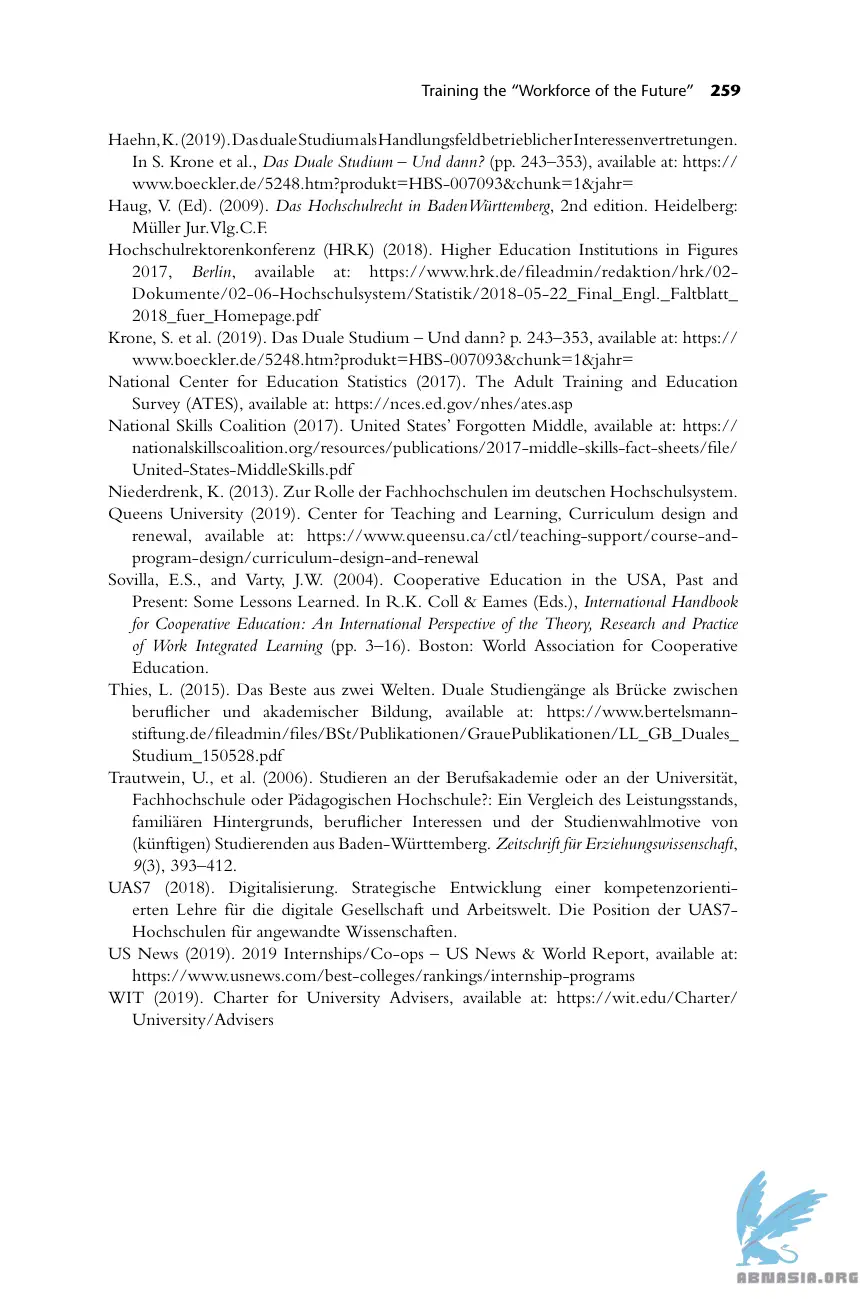 Training the “Workforce of the Future” 259
Haehn, K. (2019). Das duale Studium als Handlungsfeld betrieblicher Interessenvertretungen.
In S. Krone et al., Das Duale Studium – Und dann? (pp. 243–353), available at: https://
www.boeckler.de/5248.htm?produkt=HBS-007093&chunk=1&jahr=
Haug, V. (Ed). (2009). Das Hochschulrecht in BadenWürttemberg, 2nd edition. Heidelberg:
Müller Jur.Vlg.C.F.
Hochschulrektorenkonferenz (HRK) (2018). Higher Education Institutions in Figures
2017, Berlin, available at: https://www.hrk.de/fileadmin/redaktion/hrk/02-
Dokumente/02-06-Hochschulsystem/Statistik/2018-05-22_Final_Engl._Faltblatt_
2018_fuer_Homepage.pdf
Krone, S. et al. (2019). Das Duale Studium – Und dann? p. 243–353, available at: https://
www.boeckler.de/5248.htm?produkt=HBS-007093&chunk=1&jahr=
National Center for Education Statistics (2017). The Adult Training and Education
Survey (ATES), available at: https://nces.ed.gov/nhes/ates.asp
National Skills Coalition (2017). United States’ Forgotten Middle, available at: https://
nationalskillscoalition.org/resources/publications/2017-middle-skills-fact-sheets/file/
United-States-MiddleSkills.pdf
Niederdrenk, K. (2013). Zur Rolle der Fachhochschulen im deutschen Hochschulsystem.
Queens University (2019). Center for Teaching and Learning, Curriculum design and
renewal, available at: https://www.queensu.ca/ctl/teaching-support/course-and-
program-design/curriculum-design-and-renewal
Sovilla, E.S., and Varty, J.W. (2004). Cooperative Education in the USA, Past and
Present: Some Lessons Learned. In R.K. Coll & Eames (Eds.), International Handbook
for Cooperative Education: An International Perspective of the Theory, Research and Practice
of Work Integrated Learning (pp. 3–16). Boston: World Association for Cooperative
Education.
Thies, L. (2015). Das Beste aus zwei Welten. Duale Studiengänge als Brücke zwischen
beruflicher und akademischer Bildung, available at: https://www.bertelsmann-
stiftung.de/fileadmin/files/BSt/Publikationen/GrauePublikationen/LL_GB_Duales_
Studium_150528.pdf
Trautwein, U., et al. (2006). Studieren an der Berufsakademie oder an der Universität,
Fachhochschule oder Pädagogischen Hochschule?: Ein Vergleich des Leistungsstands,
familiären Hintergrunds, beruflicher Interessen und der Studienwahlmotive von
(künftigen) Studierenden aus Baden-Württemberg. Zeitschrift für Erziehungswissenschaft,
9(3), 393–412.
UAS7 (2018). Digitalisierung. Strategische Entwicklung einer kompetenzorienti-
erten Lehre für die digitale Gesellschaft und Arbeitswelt. Die Position der UAS7-
Hochschulen für angewandte Wissenschaften.
US News (2019). 2019 Internships/Co-ops – US News & World Report, available at:
https://www.usnews.com/best-colleges/rankings/internship-programs
WIT (2019). Charter for University Advisers, available at: https://wit.edu/Charter/
University/Advisers
ABNASIA.ORG